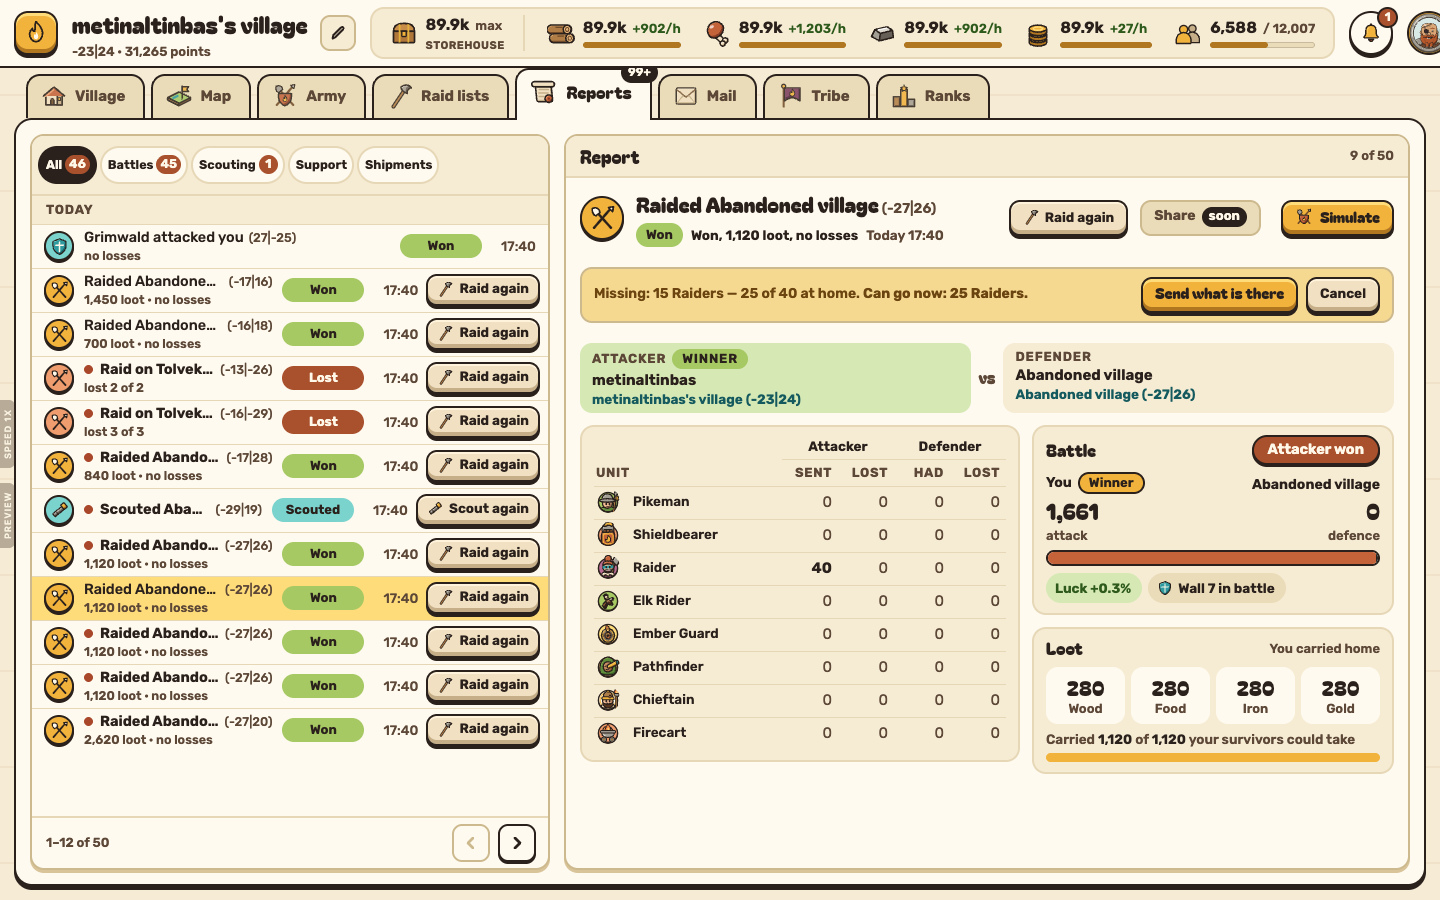 metinaltinbas's village
-23|24 • 31,265 points
89.9k max
STOREHOUSE
89.9k +902/h
89.9k +1,203/h
89.9k +902/h
89.9k +27/h
6,588 / 12,007
1
Village
Map
Army
Raid lists
Reports
99+
Mail
Tribe
Ranks
SPEED 1X
PREVIEW
All 46
Battles 45
Scouting 1
Support
Shipments
TODAY
Grimwald attacked you (27|-25)
no losses
Won
17:40
Raided Abandone... (-17|16)
1,450 loot • no losses
Won
17:40
Raid again
Raided Abandone... (-16|18)
700 loot • no losses
Won
17:40
Raid again
Raid on Tolvek... (-13|-26)
lost 2 of 2
Lost
17:40
Raid again
Raid on Tolvek... (-16|-29)
lost 3 of 3
Lost
17:40
Raid again
Raided Abando... (-17|28)
840 loot • no losses
Won
17:40
Raid again
Scouted Aba... (-29|19)
Scouted
17:40
Scout again
Raided Abando... (-27|26)
1,120 loot • no losses
Won
17:40
Raid again
Raided Abandone... (-27|26)
1,120 loot • no losses
Won
17:40
Raid again
Raided Abando... (-27|26)
1,120 loot • no losses
Won
17:40
Raid again
Raided Abando... (-27|26)
1,120 loot • no losses
Won
17:40
Raid again
Raided Abando... (-27|20)
2,620 loot • no losses
Won
17:40
Raid again
1–12 of 50
Report
9 of 50
Raided Abandoned village (-27|26)
Won Won, 1,120 loot, no losses Today 17:40
Raid again
Share soon
Simulate
Missing: 15 Raiders — 25 of 40 at home. Can go now: 25 Raiders.
Send what is there
Cancel
ATTACKER WINNER
metinaltinbas
metinaltinbas's village (-23|24)
vs
DEFENDER
Abandoned village
Abandoned village (-27|26)
Attacker Defender
UNIT SENT LOST HAD LOST
Pikeman 0 0 0 0
Shieldbearer 0 0 0 0
Raider 40 0 0 0
Elk Rider 0 0 0 0
Ember Guard 0 0 0 0
Pathfinder 0 0 0 0
Chieftain 0 0 0 0
Firecart 0 0 0 0
Battle
Attacker won
You Winner
Abandoned village
1,661 0
attack defence
Luck +0.3%
Wall 7 in battle
Loot
You carried home
280 280 280 280
Wood Food Iron Gold
Carried 1,120 of 1,120 your survivors could take